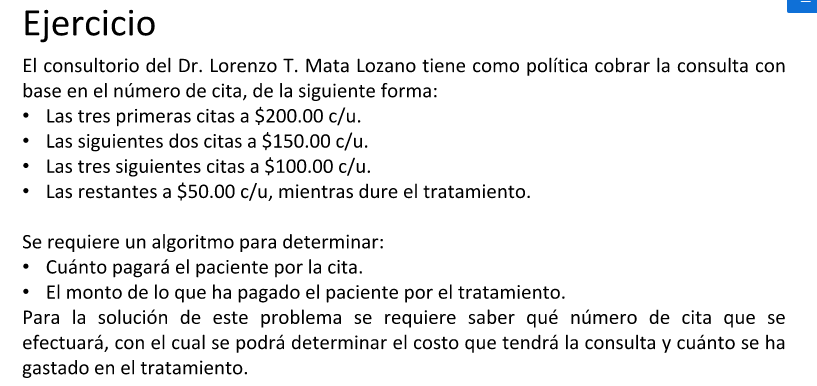 Ejercicio
El consultorio del Dr. Lorenzo T. Mata Lozano tiene como política cobrar la consulta con
base en el número de cita, de la siguiente forma:
• Las tres primeras citas a $200.00 c/u.
• Las siguientes dos citas a $150.00 c/u.
• Las tres siguientes citas a $100.00 c/u.
• Las restantes a $50.00 c/u, mientras dure el tratamiento.
Se requiere un algoritmo para determinar:
• Cuánto pagará el paciente por la cita.
• El monto de lo que ha pagado el paciente por el tratamiento.
Para la solución de este problema se requiere saber qué número de cita que se
efectuará, con el cual se podrá determinar el costo que tendrá la consulta y cuánto se ha
gastado en el tratamiento.